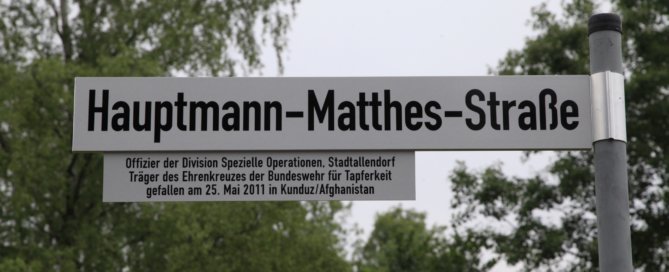 Hauptmann-Matthes-Straße
Offizier der Division Spezielle Operationen, Stadtallendorf
Träger des Ehrenkreuzes der Bundeswehr für Tapferkeit
gefallen am 25. Mai 2011 in Kunduz/Afghanistan